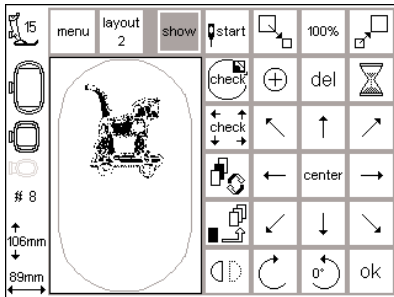 15
menu
layout
2
show
start
100%
check
del
check
center
# 8
106mm
89mm
0°
ok